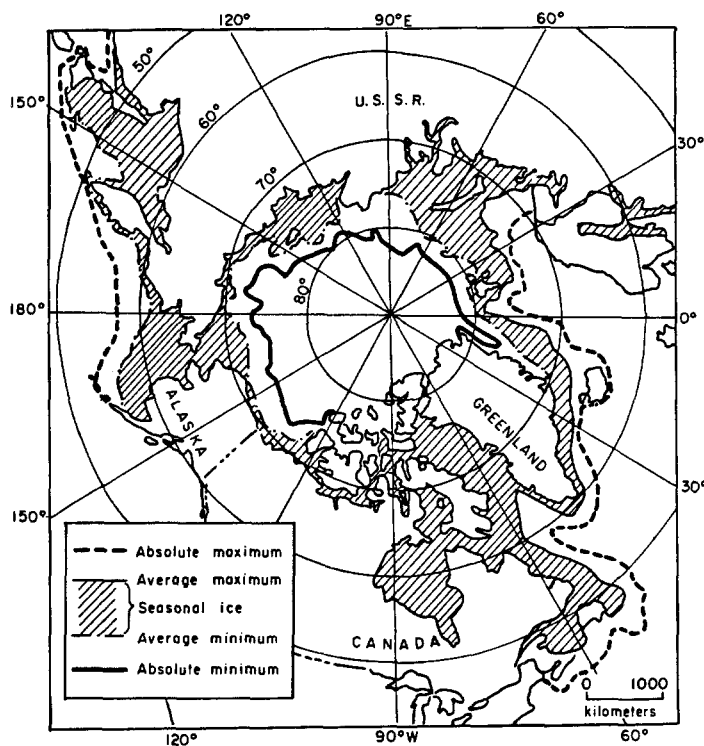 120°
90°E
60°
50°
150°
U. S. S. R.
60°
30°
70°
80°
180°
0°
ALASKA
GREENLAND
150°
30°
Absolute maximum
Average maximum
Seasonal ice
Average minimum
Absolute minimum
CANADA
0 1000
kilometers
120°
90°W
60°